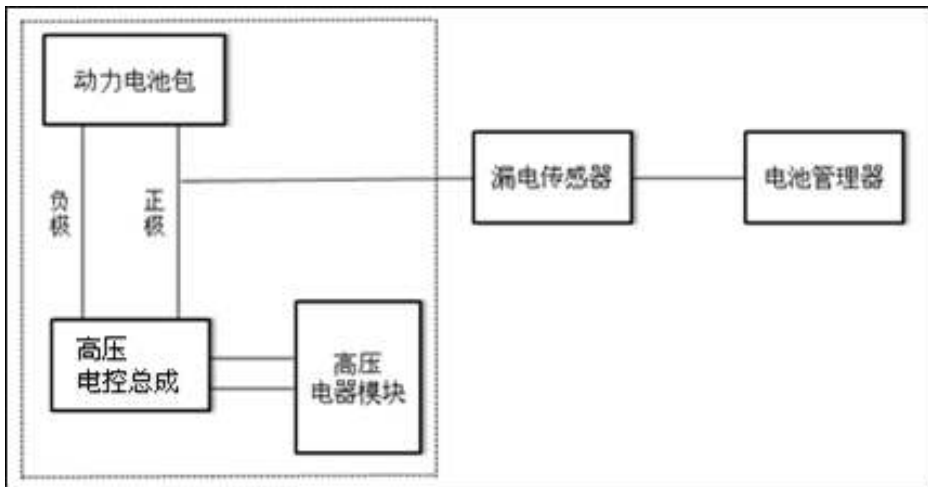 动力电池包
漏电传感器
电池管理器
负极
正极
高压
电控总成
高压
电器模块